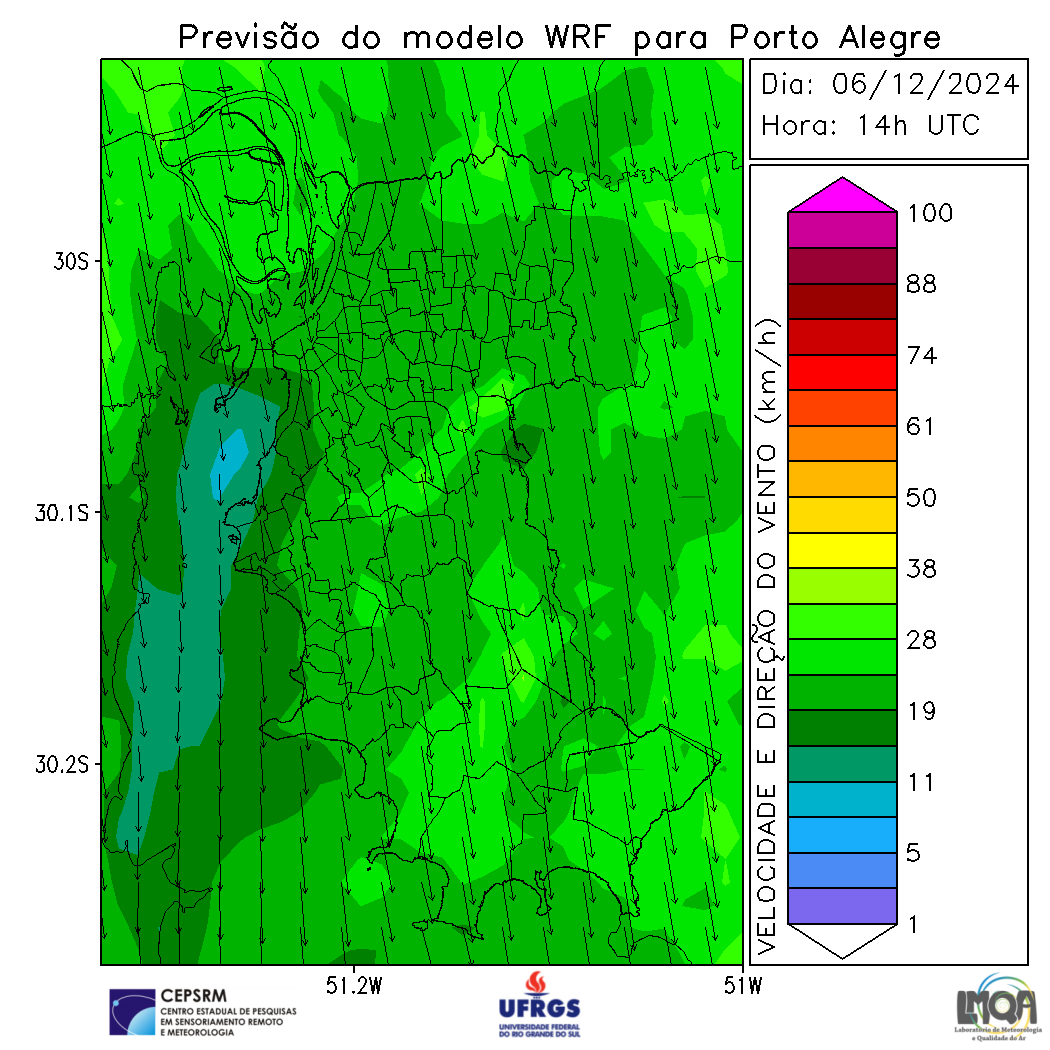 Previsão do modelo WRF para Porto Alegre
Dia: 06/12/2024
Hora: 14h UTC
30S
30.1S
30.2S
51.2W
51W
VELOCIDADE E DIREÇÃO DO VENTO (km/h)
100
88
74
61
50
38
28
19
11
5
1
CEPSRM
CENTRO ESTADUAL DE PESQUISAS
EM SENSORIAMENTO REMOTO
E METEOROLOGIA
UFRGS
UNIVERSIDADE FEDERAL
DO RIO GRANDE DO SUL
LMQA
Laboratório de Meteorologia
e Qualidade do Ar